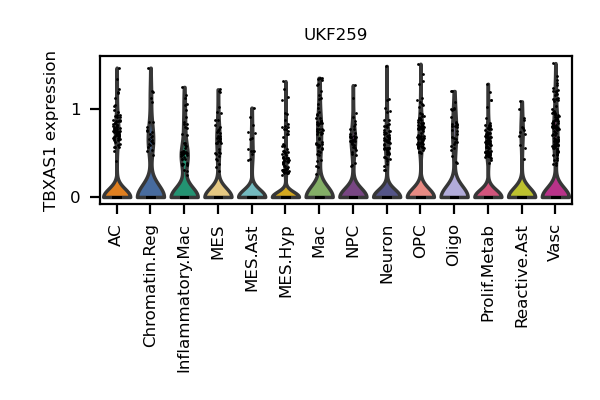 UKF259
TBXAS1 expression
1
0
AC
Chromatin.Reg
Inflammatory.Mac
MES
MES.Ast
MES.Hyp
Mac
NPC
Neuron
OPC
Oligo
Prolif.Metab
Reactive.Ast
Vasc